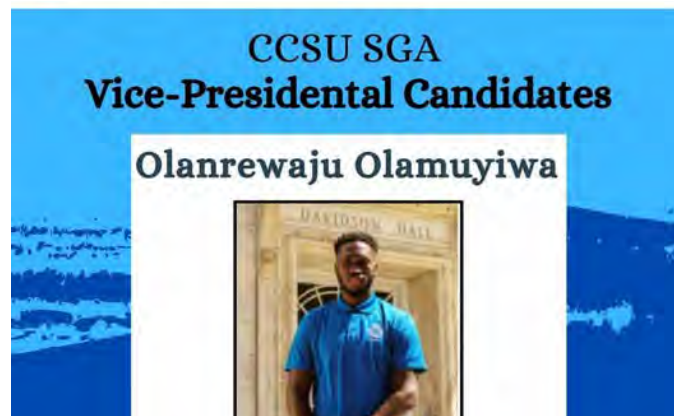 CCSU SGA
Vice-Presidental Candidates
Olanrewaju Olamuyiwa
DAVIDSON HALL